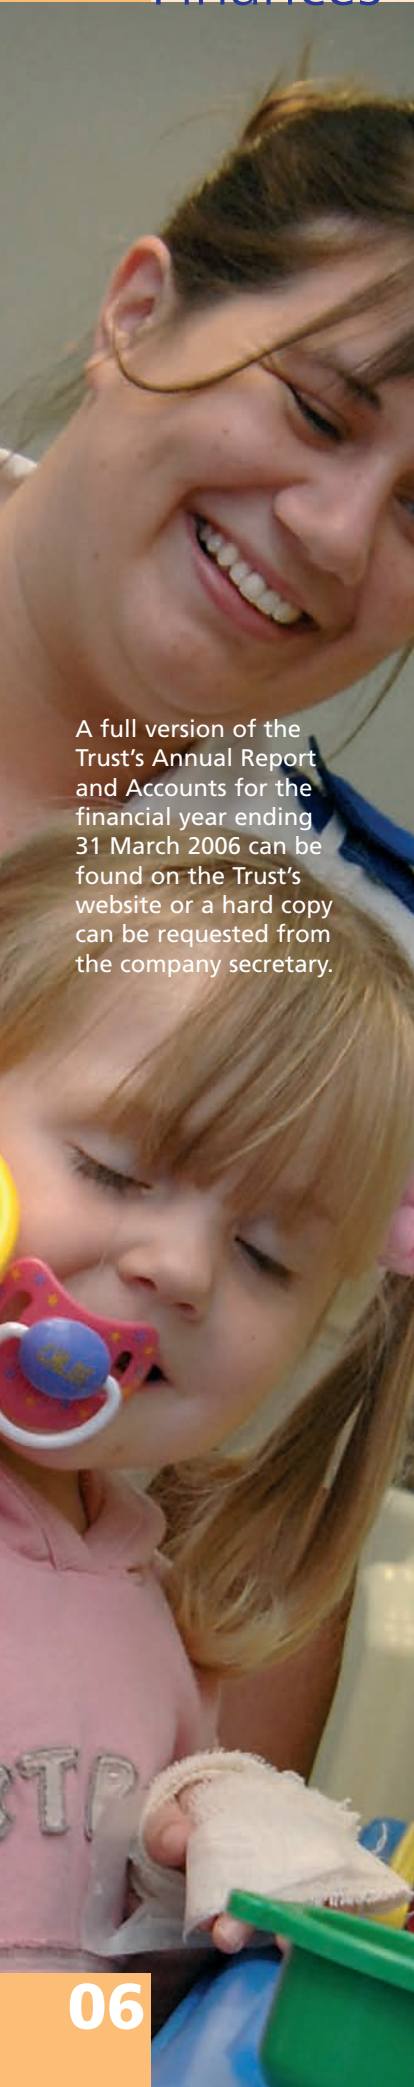 Finances
A full version of the
Trust’s Annual Report
and Accounts for the
financial year ending
31 March 2006 can be
found on the Trust’s
website or a hard copy
can be requested from
the company secretary.
06